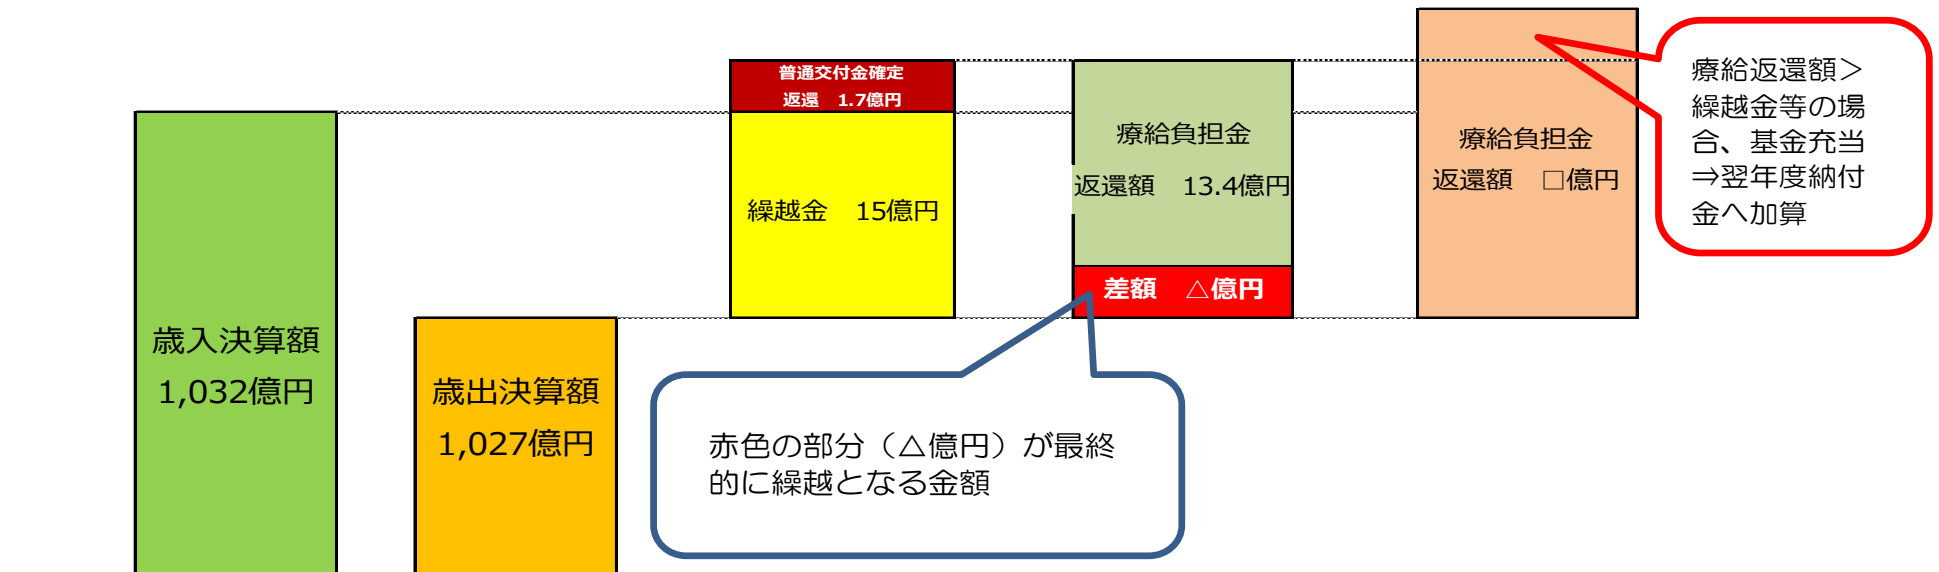 歳入決算額
1,032億円
歳出決算額
1,027億円
普通交付金確定
返還　1.7億円
繰越金　15億円
療給負担金
返還額　13.4億円
差額　△億円
療給負担金
返還額　□億円
療給返還額＞
繰越金等の場
合、基金充当
⇒翌年度納付
金へ加算
赤色の部分（△億円）が最終
的に繰越となる金額